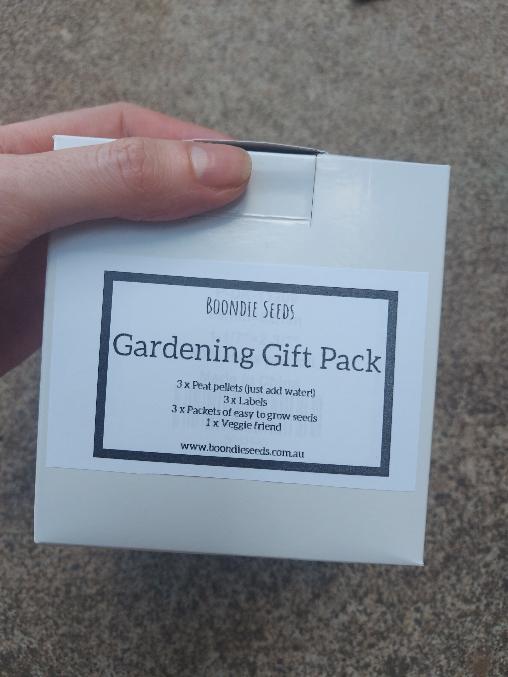 Boondie Seeds
Gardening Gift Pack
3 x Peat pellets (just add water!)
3 x Labels
3 x Packets of easy to grow seeds
1 x Veggie friend
www.boondieseeds.com.au